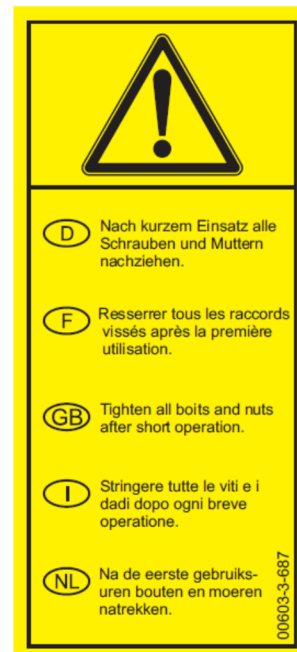 D
Nach kurzem Einsatz alle
Schrauben und Muttern
nachziehen.
F
Resserrer tous les raccords
vissés après la première
utilisation.
GB
Tighten all boits and nuts
after short operation.
I
Stringere tutte le viti e i
dadi dopo ogni breve
operatione.
NL
Na de eerste gebruiks-
uren bouten en moeren
natrekken.
00603-3-687